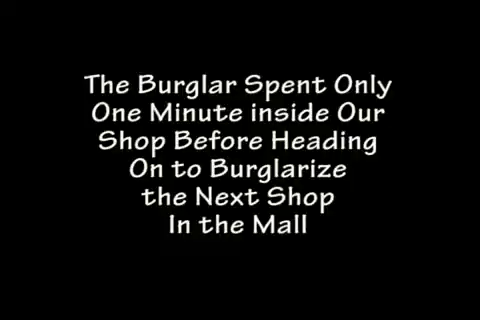 The Burglar Spent Only
One Minute inside Our
Shop Before Heading
On to Burglarize
the Next Shop
In the Mall